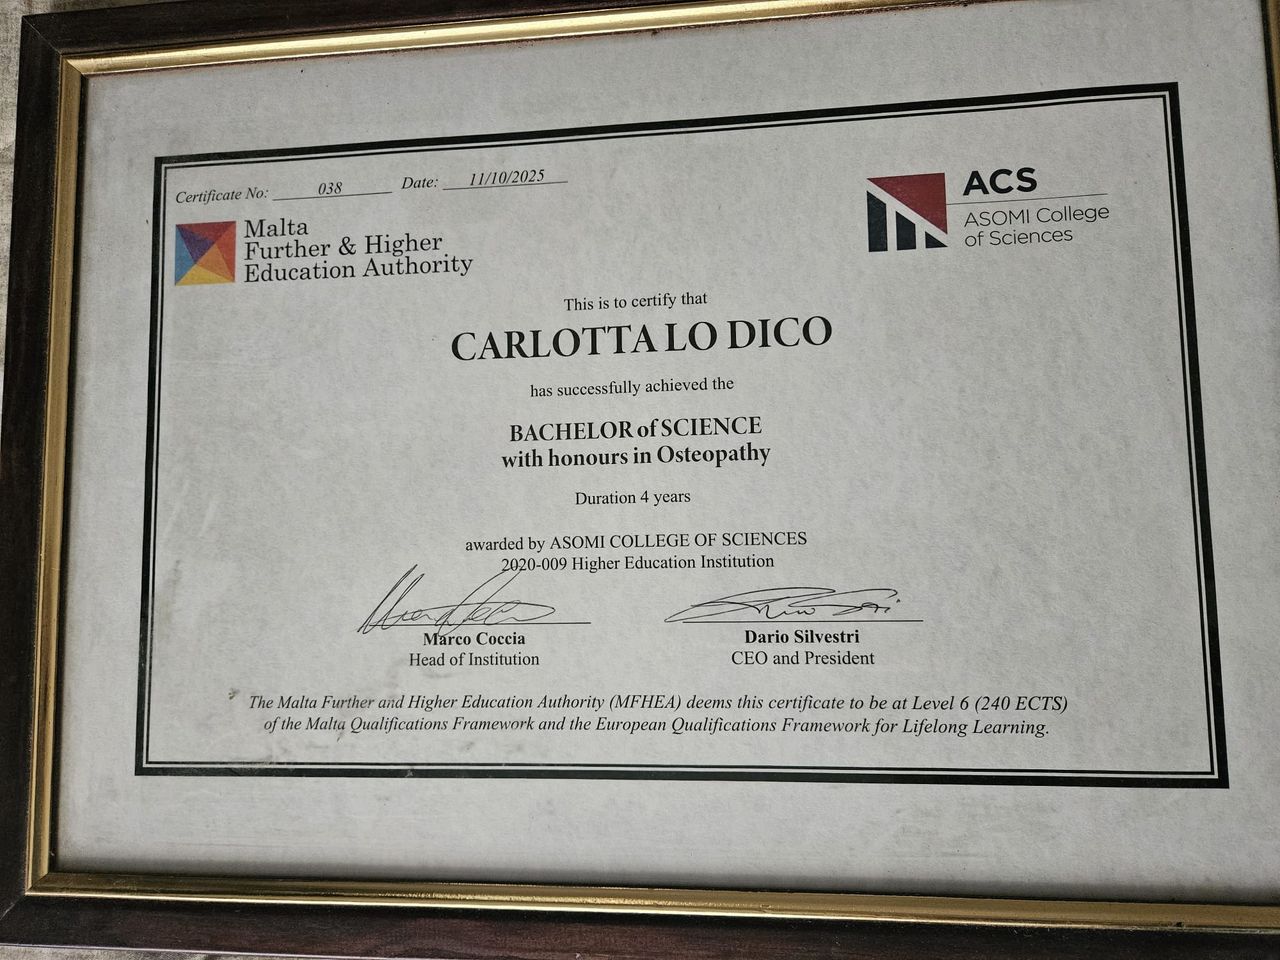 Certificate No: 038 Date: 11/10/2025
Malta
Further & Higher
Education Authority
ACS
ASOMI College
of Sciences
This is to certify that
CARLOTTA LO DICO
has successfully achieved the
BACHELOR of SCIENCE
with honours in Osteopathy
Duration 4 years
awarded by ASOMI COLLEGE OF SCIENCES
2020-009 Higher Education Institution
Marco Coccia
Head of Institution
Dario Silvestri
CEO and President
The Malta Further and Higher Education Authority (MFHEA) deems this certificate to be at Level 6 (240 ECTS)
of the Malta Qualifications Framework and the European Qualifications Framework for Lifelong Learning.